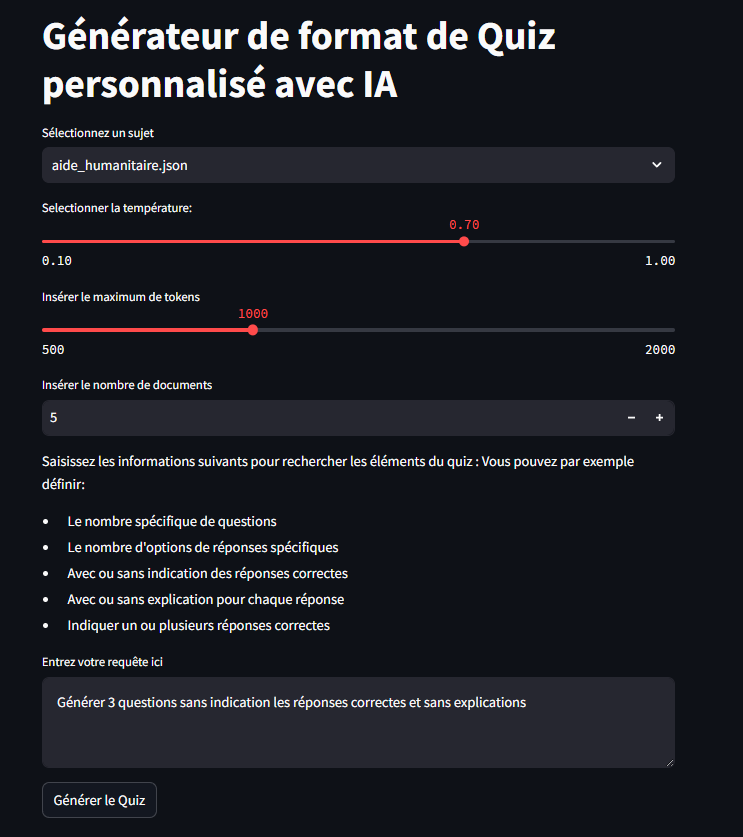 Générateur de format de Quiz
personnalisé avec IA
Sélectionnez un sujet
aide_humanitaire.json
Selectionner la température:
0.70
0.10 1.00
Insérer le maximum de tokens
1000
500 2000
Insérer le nombre de documents
5 − +
Saisissez les informations suivants pour rechercher les éléments du quiz : Vous pouvez par exemple
définir:
• Le nombre spécifique de questions
• Le nombre d'options de réponses spécifiques
• Avec ou sans indication des réponses correctes
• Avec ou sans explication pour chaque réponse
• Indiquer un ou plusieurs réponses correctes
Entrez votre requête ici
Générer 3 questions sans indication les réponses correctes et sans explications
Générer le Quiz